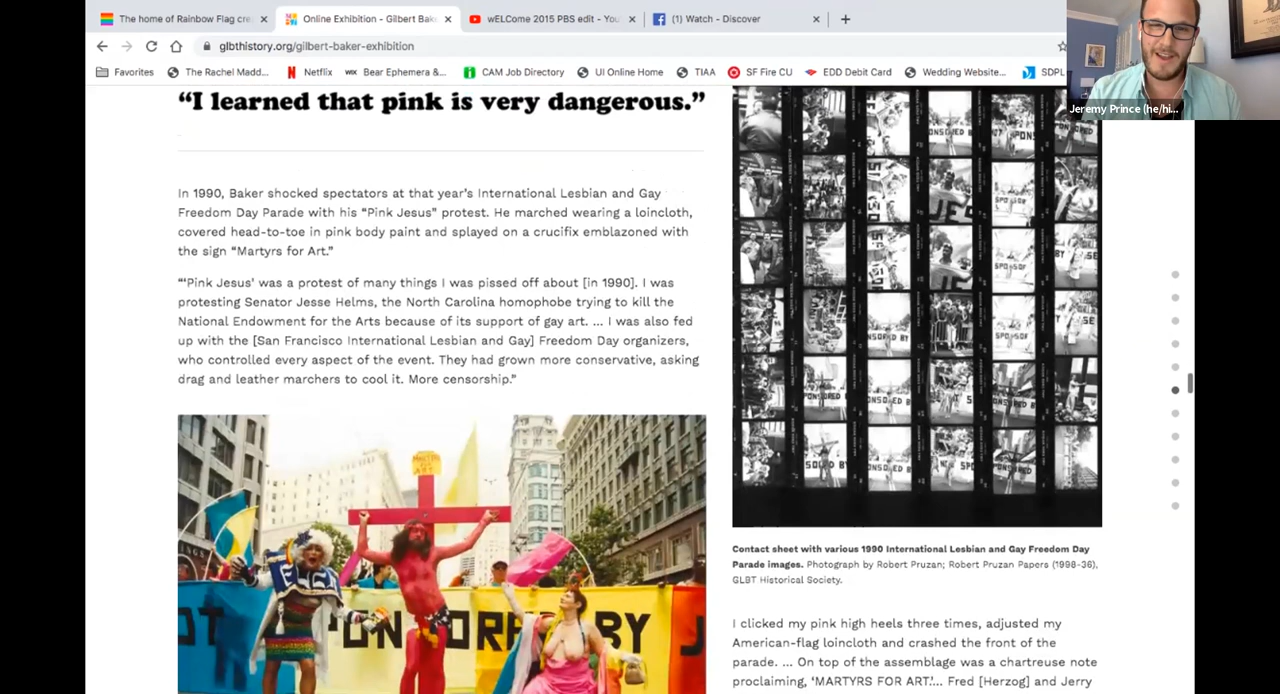 The home of Rainbow Flag cre
Online Exhibition - Gilbert Bak
wELCome 2015 PBS edit - You
(1) Watch - Discover
glbthistory.org/gilbert-baker-exhibition
Favorites
The Rachel Madd...
Netflix
WIX Bear Ephemera &...
CAM Job Directory
UI Online Home
TIAA
SF Fire CU
EDD Debit Card
Wedding Website...
SDPL
Jeremy Prince (he/hi...
“I learned that pink is very dangerous.”
In 1990, Baker shocked spectators at that year’s International Lesbian and Gay
Freedom Day Parade with his “Pink Jesus” protest. He marched wearing a loincloth,
covered head-to-toe in pink body paint and splayed on a crucifix emblazoned with
the sign “Martyrs for Art.”
“‘Pink Jesus’ was a protest of many things I was pissed off about [in 1990]. I was
protesting Senator Jesse Helms, the North Carolina homophobe trying to kill the
National Endowment for the Arts because of its support of gay art. ... I was also fed
up with the [San Francisco International Lesbian and Gay] Freedom Day organizers,
who controlled every aspect of the event. They had grown more conservative, asking
drag and leather marchers to cool it. More censorship.”
MARTYRS
FOR
ART
ONSORED BY
Contact sheet with various 1990 International Lesbian and Gay Freedom Day
Parade images. Photograph by Robert Pruzan; Robert Pruzan Papers (1998-36),
GLBT Historical Society.
I clicked my pink high heels three times, adjusted my
American-flag loincloth and crashed the front of the
parade. ... On top of the assemblage was a chartreuse note
proclaiming, ‘MARTYRS FOR ART.’... Fred [Herzog] and Jerry